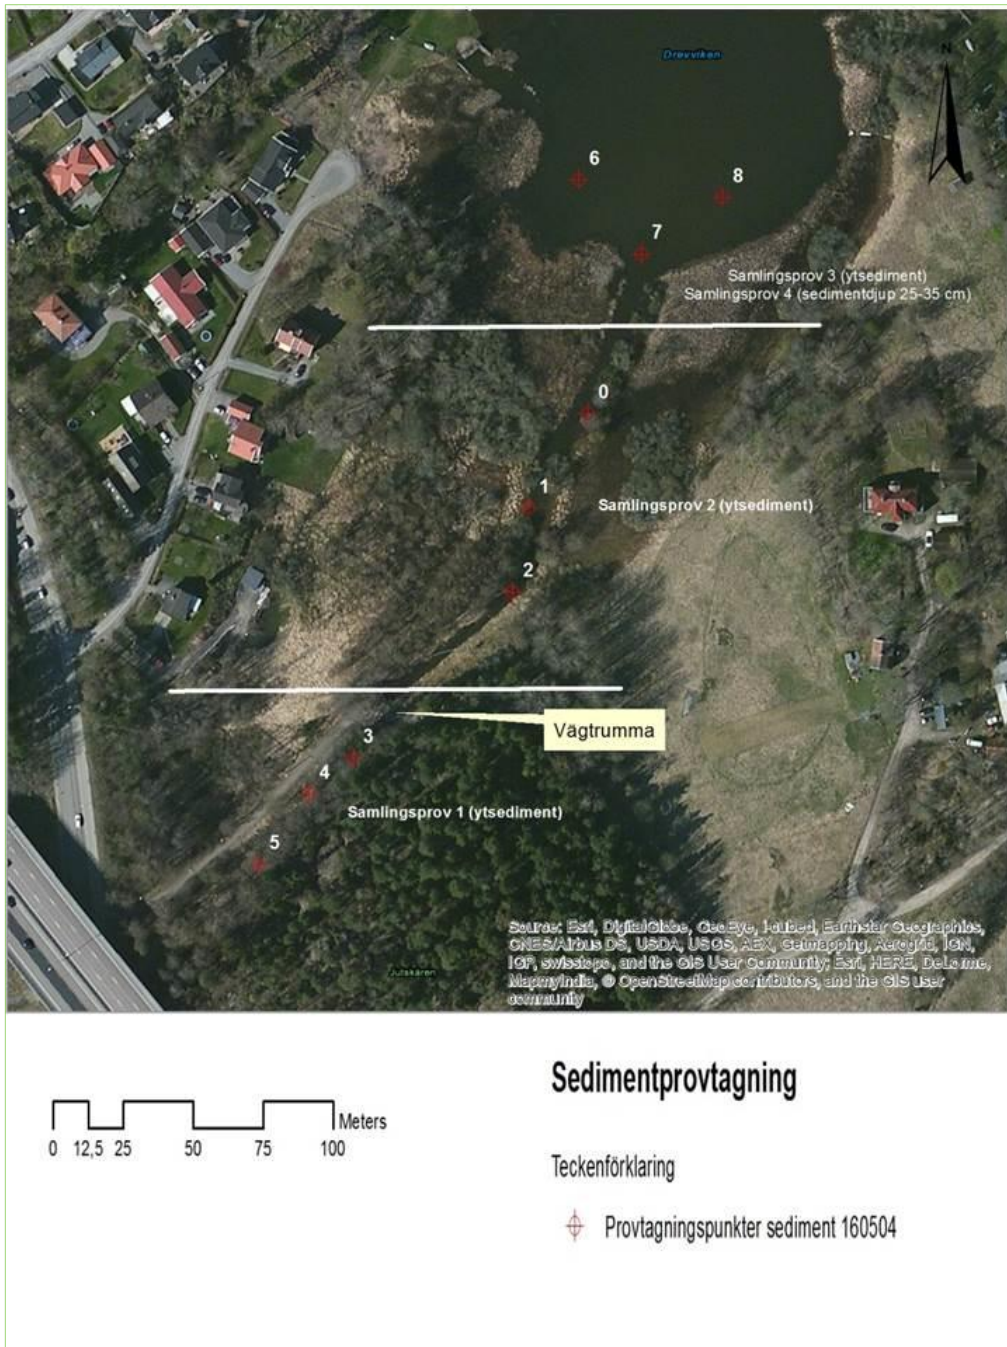 Drevviken
N
6
8
7
Samlingsprov 3 (ytsediment)
Samlingsprov 4 (sedimentdjup 25-35 cm)
0
1
Samlingsprov 2 (ytsediment)
2
Vägtrumma
3
4
Samlingsprov 1 (ytsediment)
5
Source: Esri, DigitalGlobe, GeoEye, i-cubed, Earthstar Geographics,
CNES/Airbus DS, USDA, USGS, AEX, Getmapping, Aerogrid, IGN,
IGP, swisstopo, and the GIS User Community; Esri, HERE, DeLorme,
MapmyIndia, © OpenStreetMap contributors, and the GIS user
community
Julskären
Sedimentprovtagning
Meters
0 12,5 25 50 75 100
Teckenförklaring
Provtagningspunkter sediment 160504